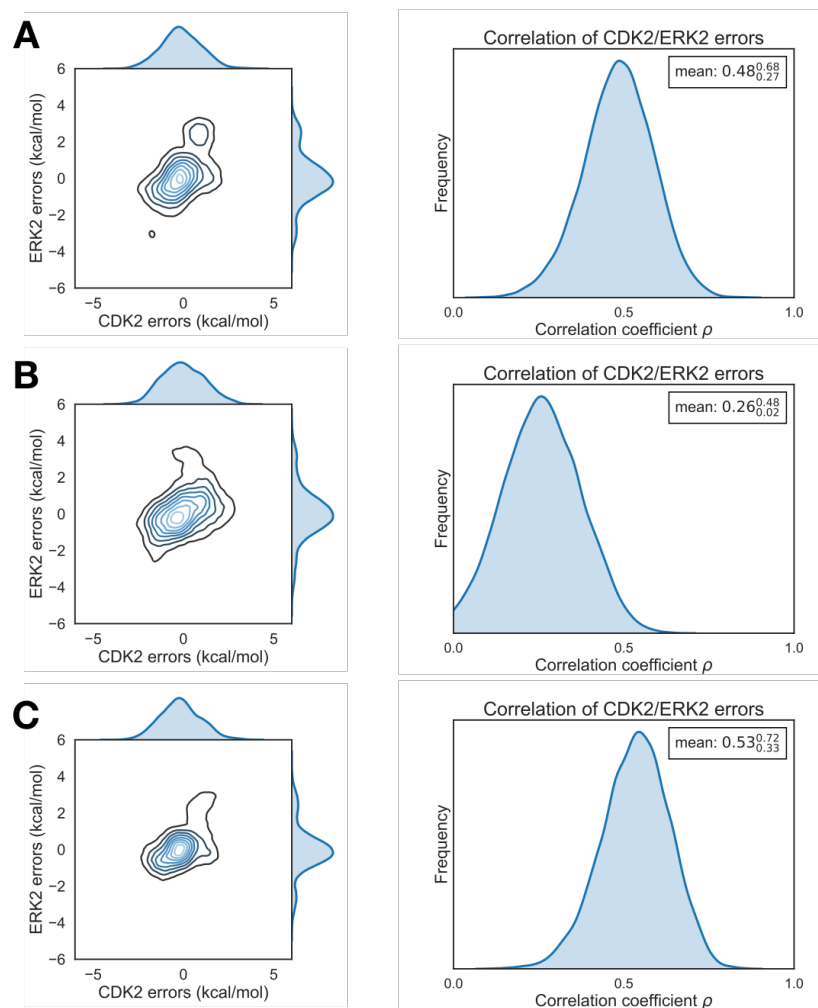 A
6
4
2
0
−2
−4
−6
ERK2 errors (kcal/mol)
−5 0 5
CDK2 errors (kcal/mol)
Correlation of CDK2/ERK2 errors
mean: 0.48 0.68 0.27
Frequency
0.0 0.5 1.0
Correlation coefficient ρ
B
6
4
2
0
−2
−4
−6
ERK2 errors (kcal/mol)
−5 0 5
CDK2 errors (kcal/mol)
Correlation of CDK2/ERK2 errors
mean: 0.26 0.48 0.02
Frequency
0.0 0.5 1.0
Correlation coefficient ρ
C
6
4
2
0
−2
−4
−6
ERK2 errors (kcal/mol)
−5 0 5
CDK2 errors (kcal/mol)
Correlation of CDK2/ERK2 errors
mean: 0.53 0.72 0.33
Frequency
0.0 0.5 1.0
Correlation coefficient ρ